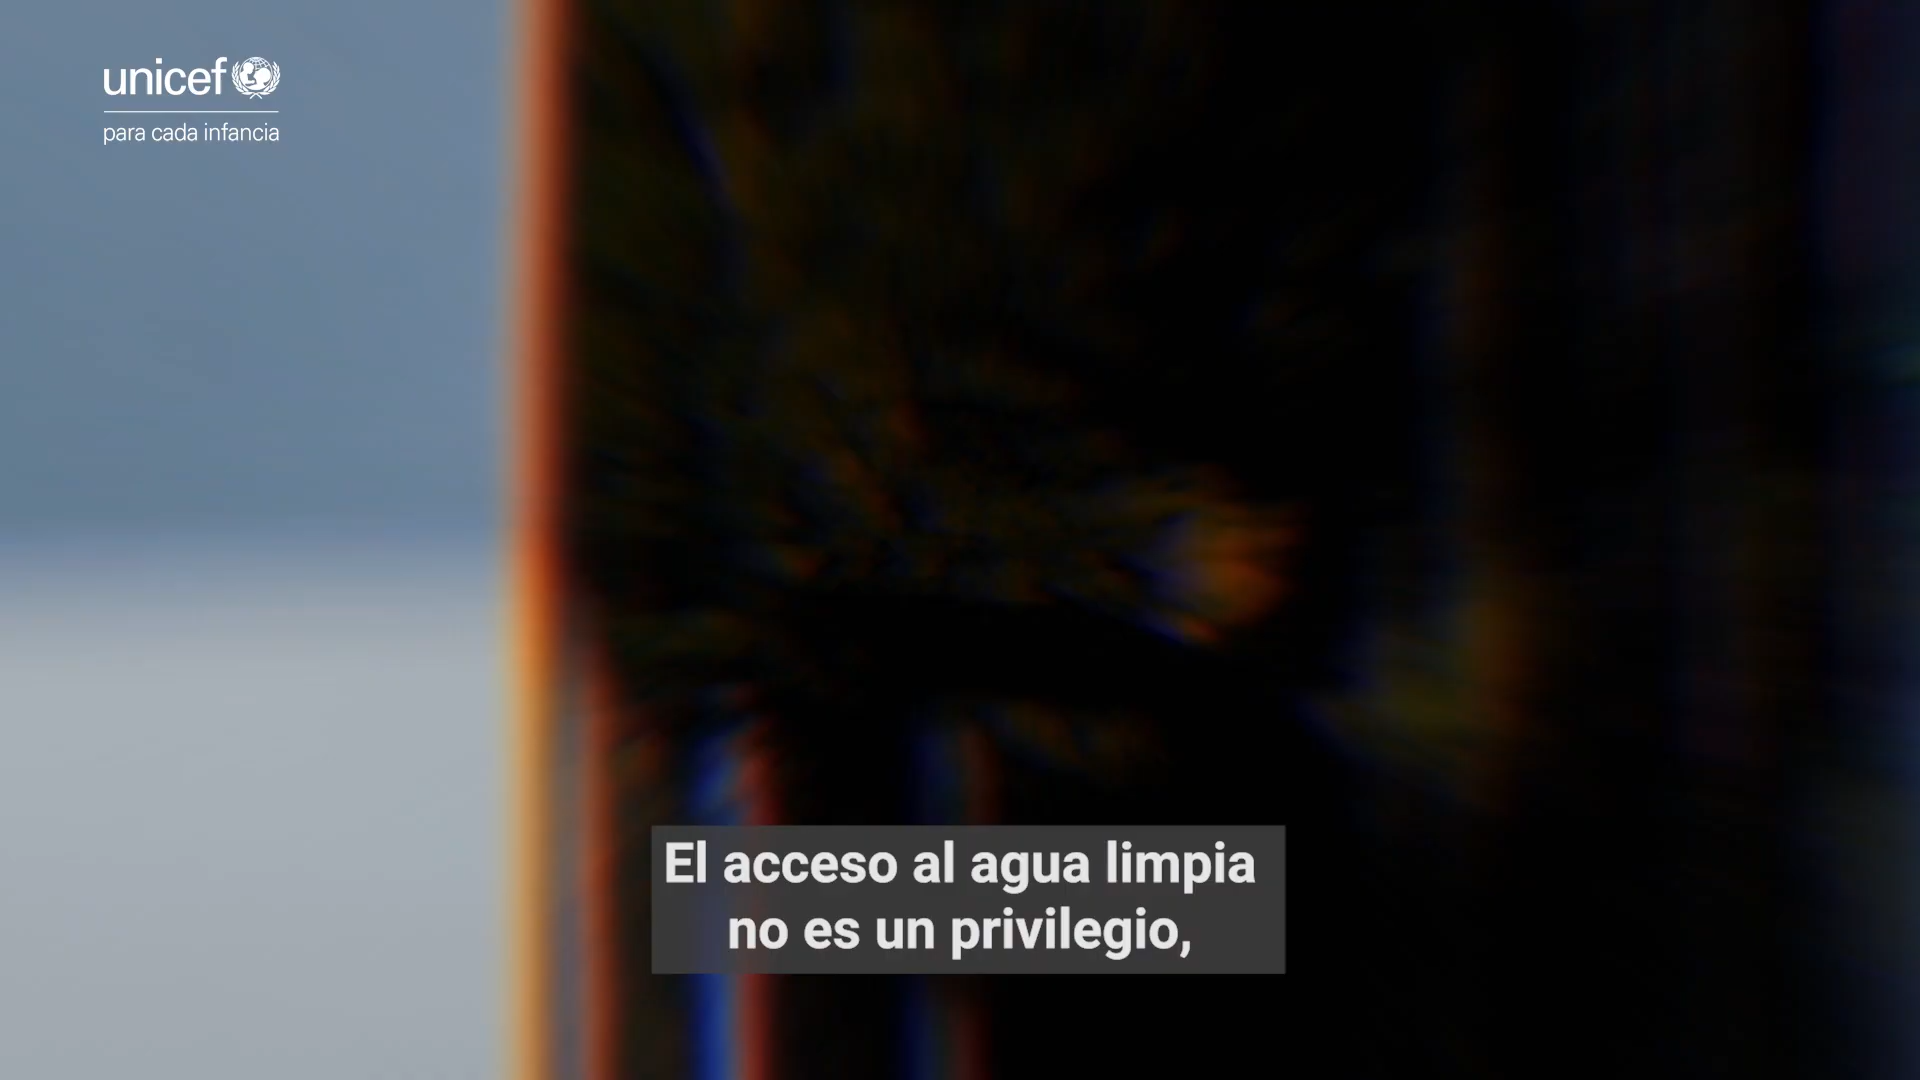 unicef
para cada infancia
El acceso al agua limpia
no es un privilegio,